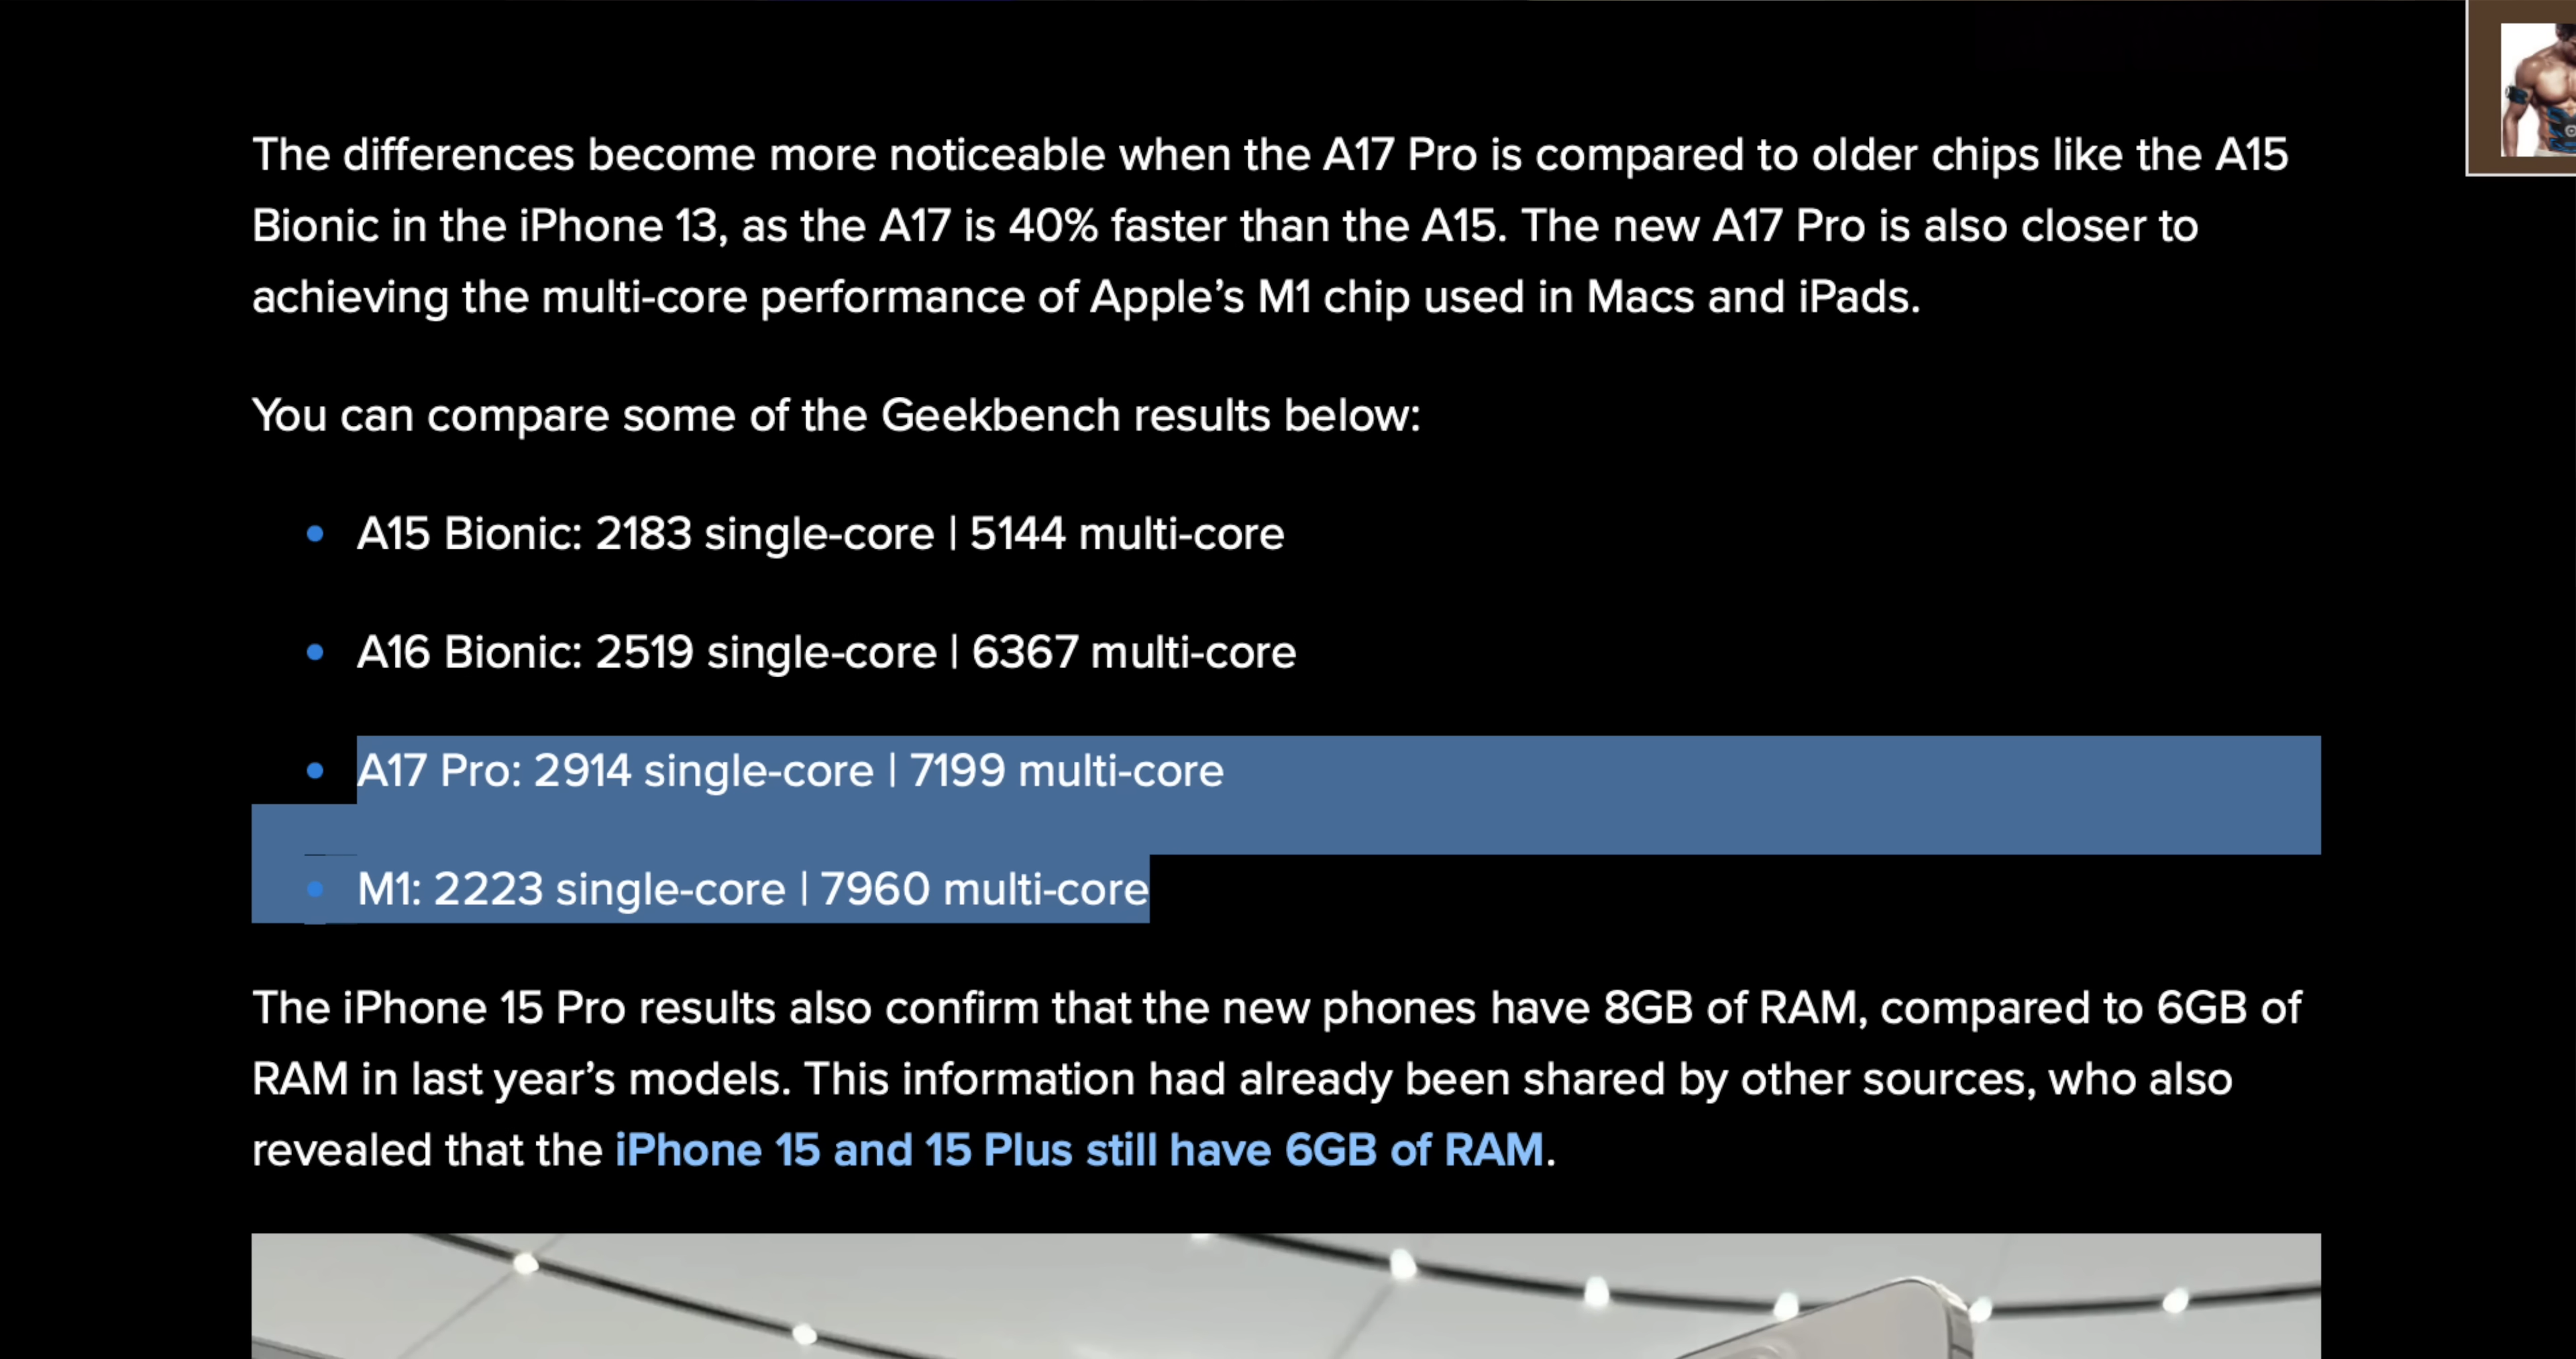 The differences become more noticeable when the A17 Pro is compared to older chips like the A15
Bionic in the iPhone 13, as the A17 is 40% faster than the A15. The new A17 Pro is also closer to
achieving the multi-core performance of Apple’s M1 chip used in Macs and iPads.
You can compare some of the Geekbench results below:
• A15 Bionic: 2183 single-core | 5144 multi-core
• A16 Bionic: 2519 single-core | 6367 multi-core
• A17 Pro: 2914 single-core | 7199 multi-core
• M1: 2223 single-core | 7960 multi-core
The iPhone 15 Pro results also confirm that the new phones have 8GB of RAM, compared to 6GB of
RAM in last year’s models. This information had already been shared by other sources, who also
revealed that the iPhone 15 and 15 Plus still have 6GB of RAM.